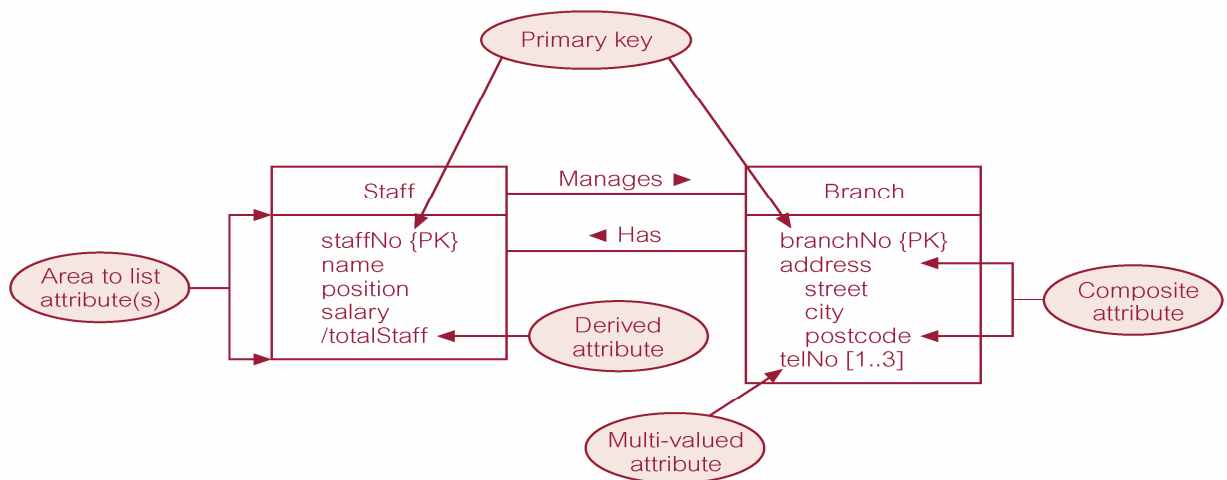 Primary key
Staff
Manages ►
Branch
staffNo {PK}
name
position
salary
/totalStaff
◄ Has
branchNo {PK}
address
street
city
postcode
telNo [1..3]
Area to list
attribute(s)
Derived
attribute
Composite
attribute
Multi-valued
attribute